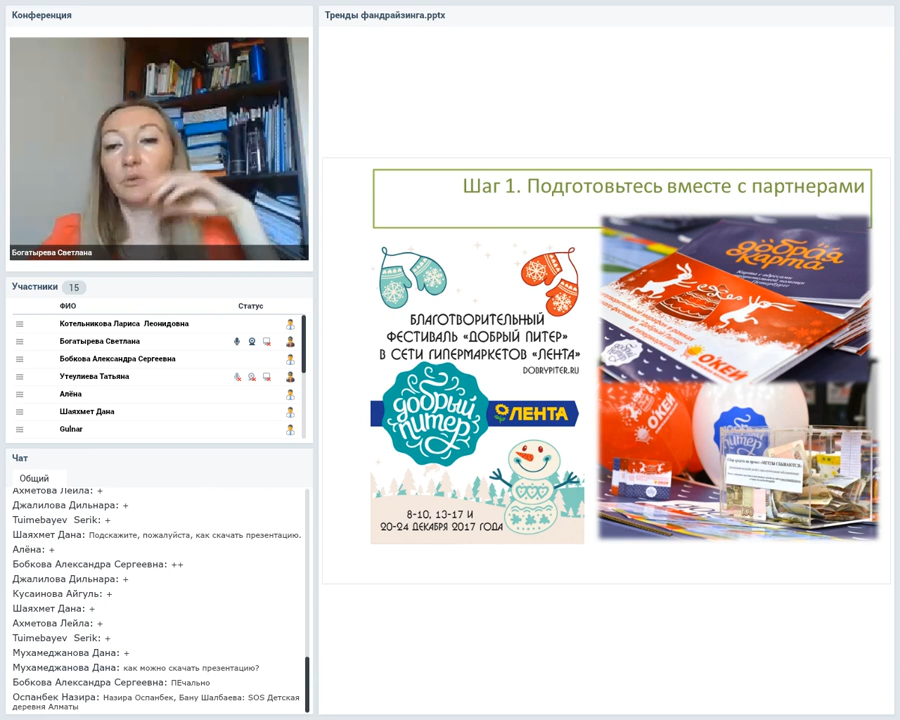 Конференция
Богатырева Светлана
Участники 15
ФИО Статус
Котельникова Лариса Леонидовна
Богатырева Светлана
Бобкова Александра Сергеевна
Утеулиева Татьяна
Алёна
Шаяхмет Дана
Gulnar
Чат
Общий
Ахметова Лейла: +
Джалилова Дильнара: +
Tuimebayev Serik: +
Шаяхмет Дана: Подскажите, пожалуйста, как скачать презентацию.
Алёна: +
Бобкова Александра Сергеевна: ++
Джалилова Дильнара: +
Кусаинова Айгуль: +
Шаяхмет Дана: +
Ахметова Лейла: +
Tuimebayev Serik: +
Мухамеджанова Дана: +
Мухамеджанова Дана: как можно скачать презентацию?
Бобкова Александра Сергеевна: ПЕчально
Оспанбек Назира: Назира Оспанбек, Бану Шалбаева: SOS Детская
деревня Алматы
Тренды фандрайзинга.pptx
Шаг 1. Подготовьтесь вместе с партнерами
БЛАГОТВОРИТЕЛЬНЫЙ
ФЕСТИВАЛЬ «ДОБРЫЙ ПИТЕР»
В СЕТИ ГИПЕРМАРКЕТОВ «ЛЕНТА»
DOBRYPITER.RU
добрый
питер
ЛЕНТА
8-10, 13-17 И
20-24 ДЕКАБРЯ 2017 ГОДА
добрая
карта
О'КЕЙ
О'КЕЙ
питер